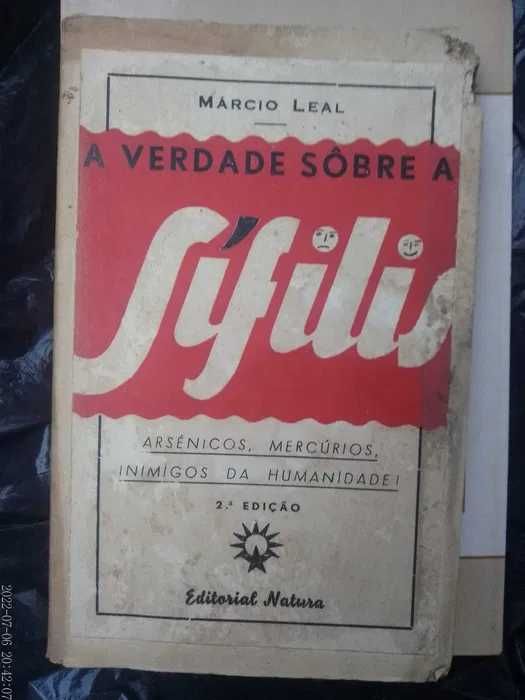 MÁRCIO LEAL
A VERDADE SÔBRE A
Sífilis
ARSÉNICOS, MERCÚRIOS,
INIMIGOS DA HUMANIDADE!
2.ª EDIÇÃO
Editorial Natura
2022-07-06 20:42:07